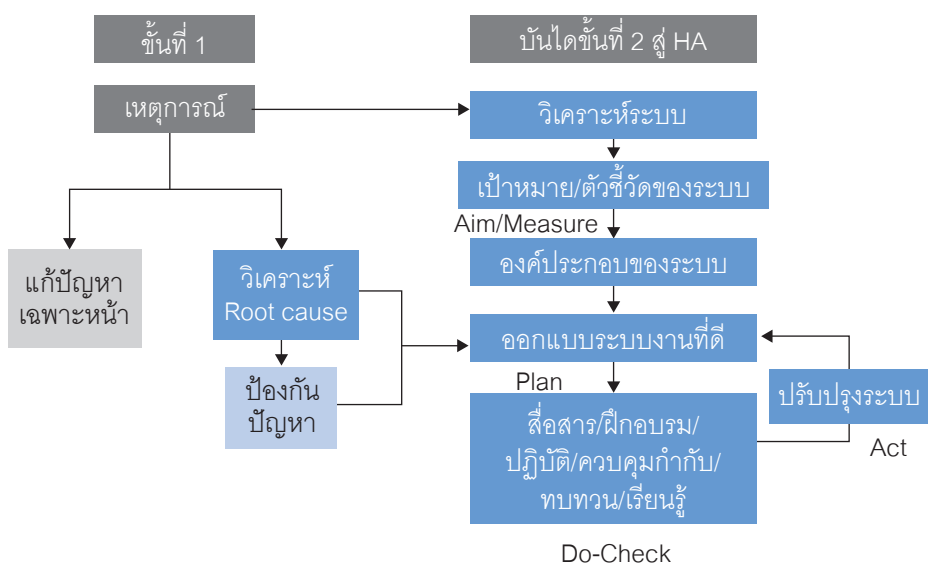 ขั้นที่ 1
บันไดขั้นที่ 2 สู่ HA
เหตุการณ์
วิเคราะห์ระบบ
เป้าหมาย/ตัวชี้วัดของระบบ
Aim/Measure
องค์ประกอบของระบบ
แก้ปัญหา
เฉพาะหน้า
วิเคราะห์
Root cause
ออกแบบระบบงานที่ดี
Plan
ป้องกัน
ปัญหา
ปรับปรุงระบบ
Act
สื่อสาร/ฝึกอบรม/
ปฏิบัติ/ควบคุมกำกับ/
ทบทวน/เรียนรู้
Do-Check